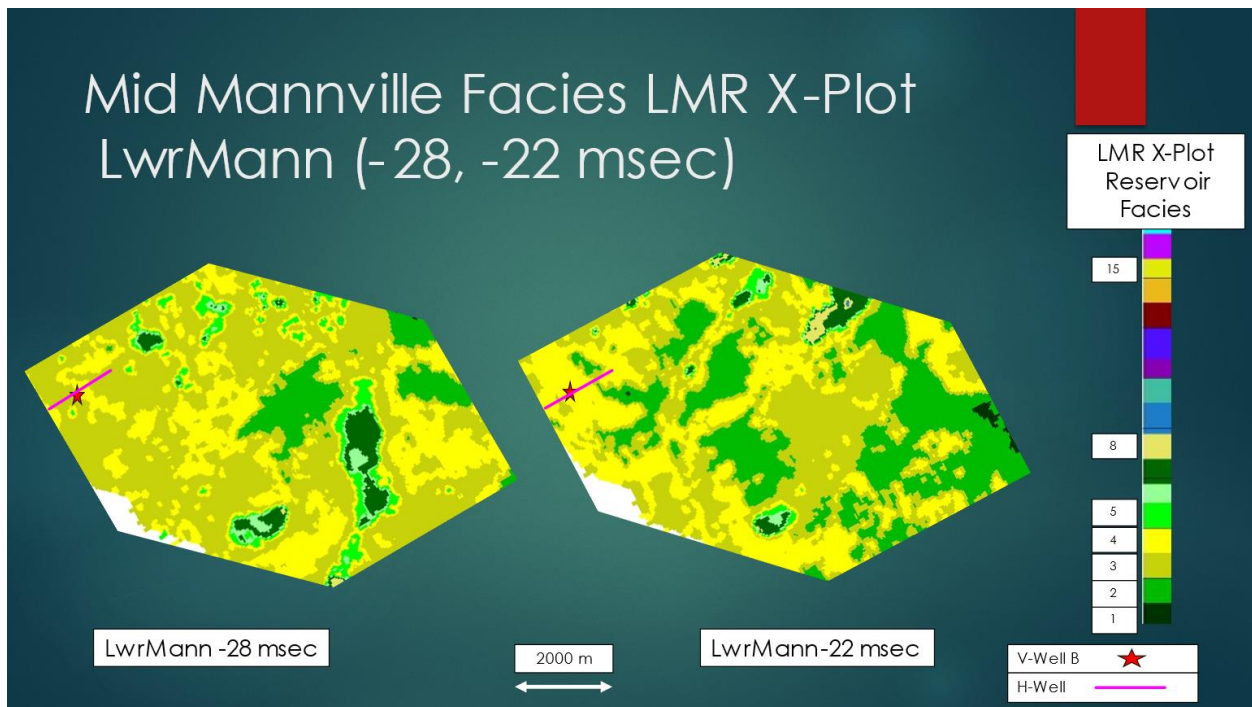 Mid Mannville Facies LMR X-Plot
LwrMann (-28, -22 msec)
LMR X-Plot
Reservoir
Facies
15
8
5
4
3
2
1
LwrMann -28 msec
2000 m
LwrMann-22 msec
V-Well B
H-Well